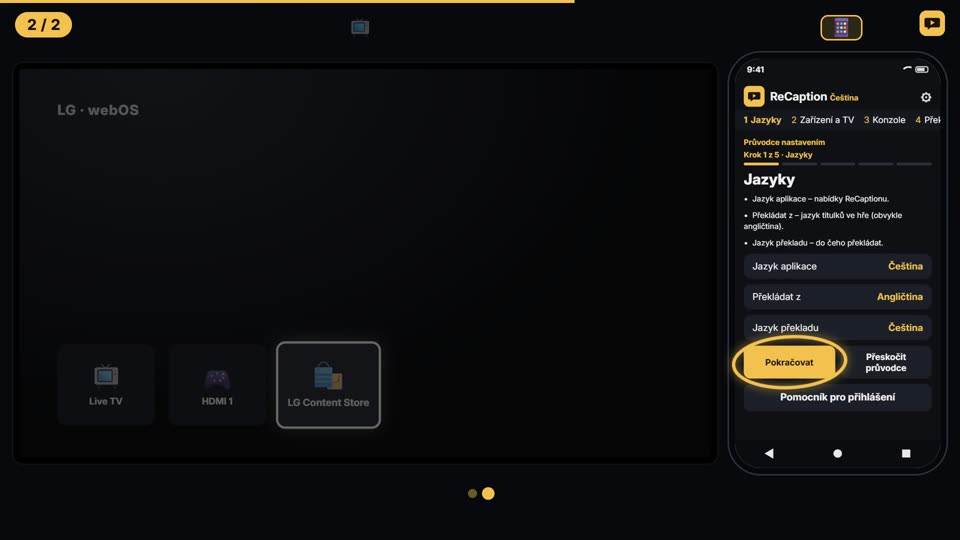 2 / 2
LG · webOS
Live TV
HDMI 1
LG Content Store
9:41
ReCaption Čeština
1 Jazyky 2 Zařízení a TV 3 Konzole 4 Přek
Průvodce nastavením
Krok 1 z 5 · Jazyky
Jazyky
• Jazyk aplikace – nabídky ReCaptionu.
• Překládat z – jazyk titulků ve hře (obvykle
angličtina).
• Jazyk překladu – do čeho překládat.
Jazyk aplikace Čeština
Překládat z Angličtina
Jazyk překladu Čeština
Pokračovat
Přeskočit
průvodce
Pomocník pro přihlášení